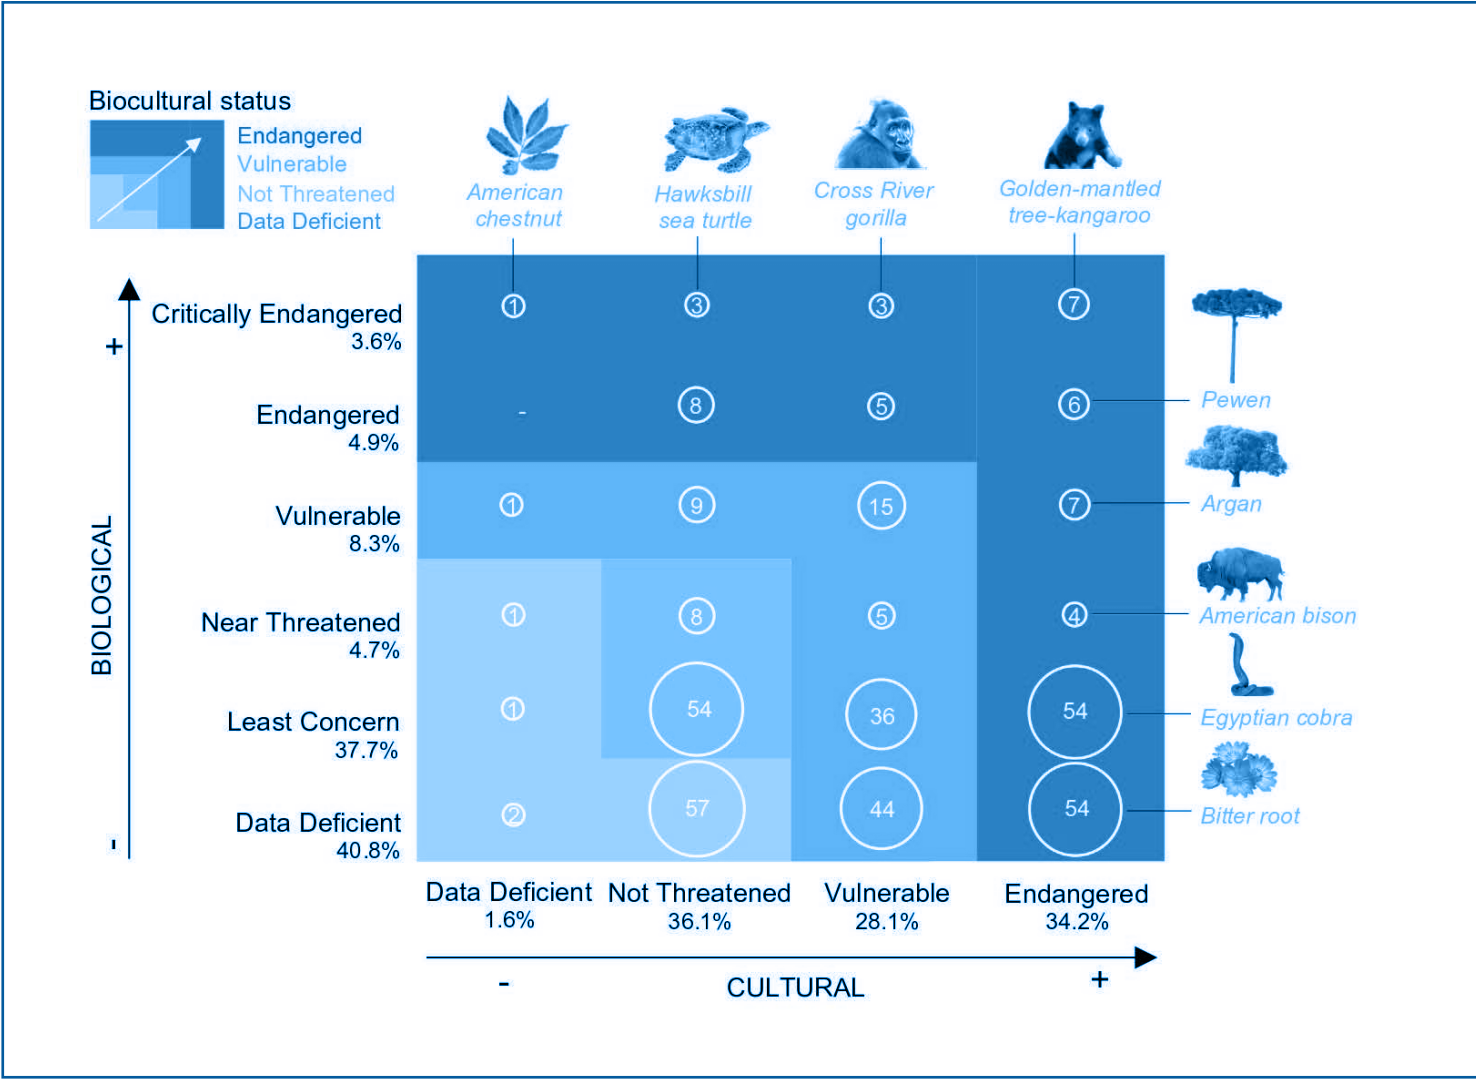 Biocultural status
Endangered
Vulnerable
Not Threatened
Data Deficient
American
chestnut
Hawksbill
sea turtle
Cross River
gorilla
Golden-mantled
tree-kangaroo
Critically Endangered
3.6%
1
3
3
7
Endangered
4.9%
-
8
5
6
Pewen
Vulnerable
8.3%
1
9
15
7
Argan
Near Threatened
4.7%
1
8
5
4
American bison
Least Concern
37.7%
1
54
36
54
Egyptian cobra
Data Deficient
40.8%
2
57
44
54
Bitter root
+
BIOLOGICAL
-
Data Deficient
1.6%
Not Threatened
36.1%
Vulnerable
28.1%
Endangered
34.2%
-
CULTURAL
+